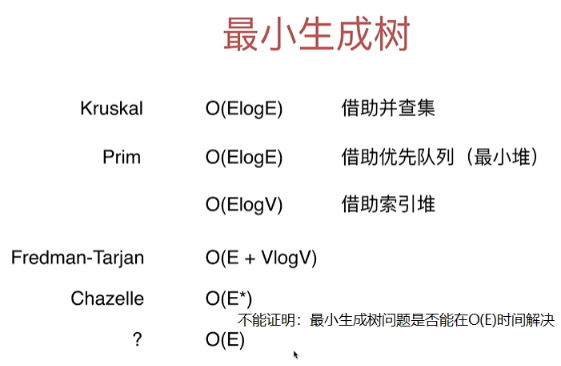 最小生成树
Kruskal O(ElogE) 借助并查集
Prim O(ElogE) 借助优先队列（最小堆）
O(ElogV) 借助索引堆
Fredman-Tarjan O(E + VlogV)
Chazelle O(E*)
不能证明：最小生成树问题是否能在O(E)时间解决
? O(E)